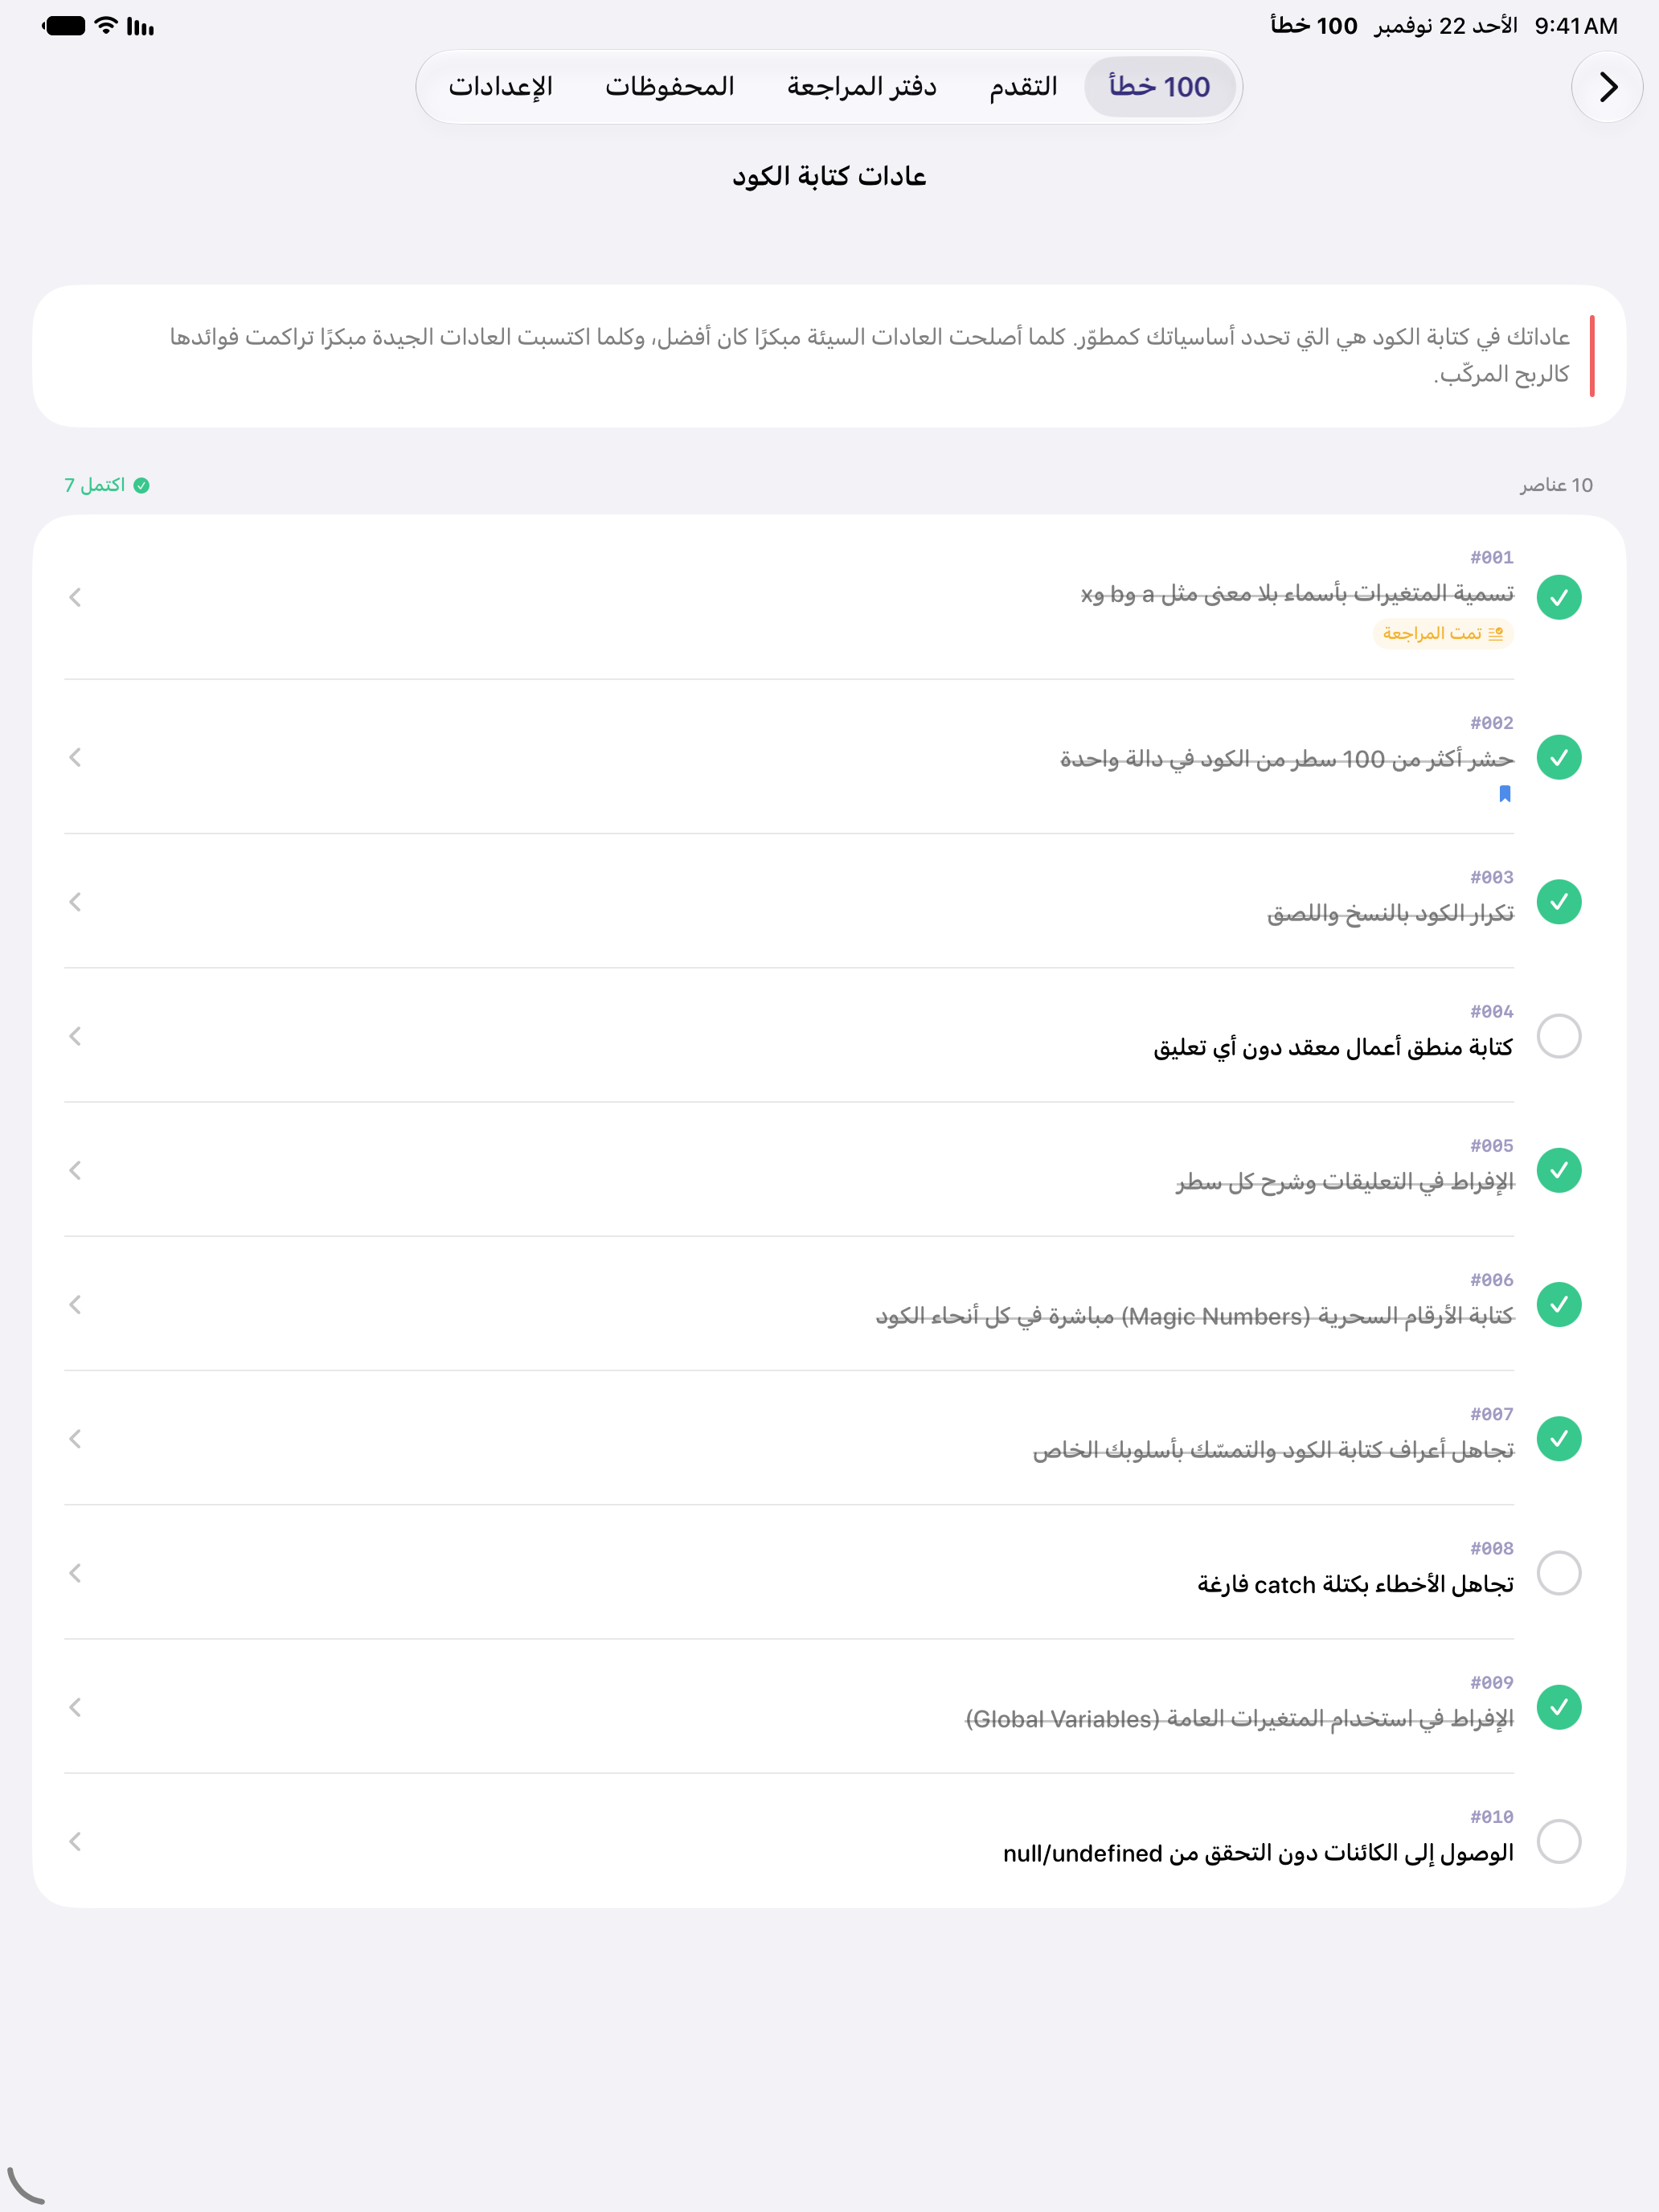 9:41 AM الأحد 22 نوفمبر 100 خطأ
100 خطأ
التقدم
دفتر المراجعة
المحفوظات
الإعدادات
عادات كتابة الكود
عاداتك في كتابة الكود هي التي تحدد أساسياتك كمطوّر. كلما أصلحت العادات السيئة مبكرًا كان أفضل، وكلما اكتسبت العادات الجيدة مبكرًا تراكمت فوائدها
كالربح المركّب.
10 عناصر
اكتمل 7
#001
تسمية المتغيرات بأسماء بلا معنى مثل a وb وx
تمت المراجعة
#002
حشر أكثر من 100 سطر من الكود في دالة واحدة
#003
تكرار الكود بالنسخ واللصق
#004
كتابة منطق أعمال معقد دون أي تعليق
#005
الإفراط في التعليقات وشرح كل سطر
#006
كتابة الأرقام السحرية (Magic Numbers) مباشرة في كل أنحاء الكود
#007
تجاهل أعراف كتابة الكود والتمسّك بأسلوبك الخاص
#008
تجاهل الأخطاء بكتلة catch فارغة
#009
الإفراط في استخدام المتغيرات العامة (Global Variables)
#010
الوصول إلى الكائنات دون التحقق من null/undefined